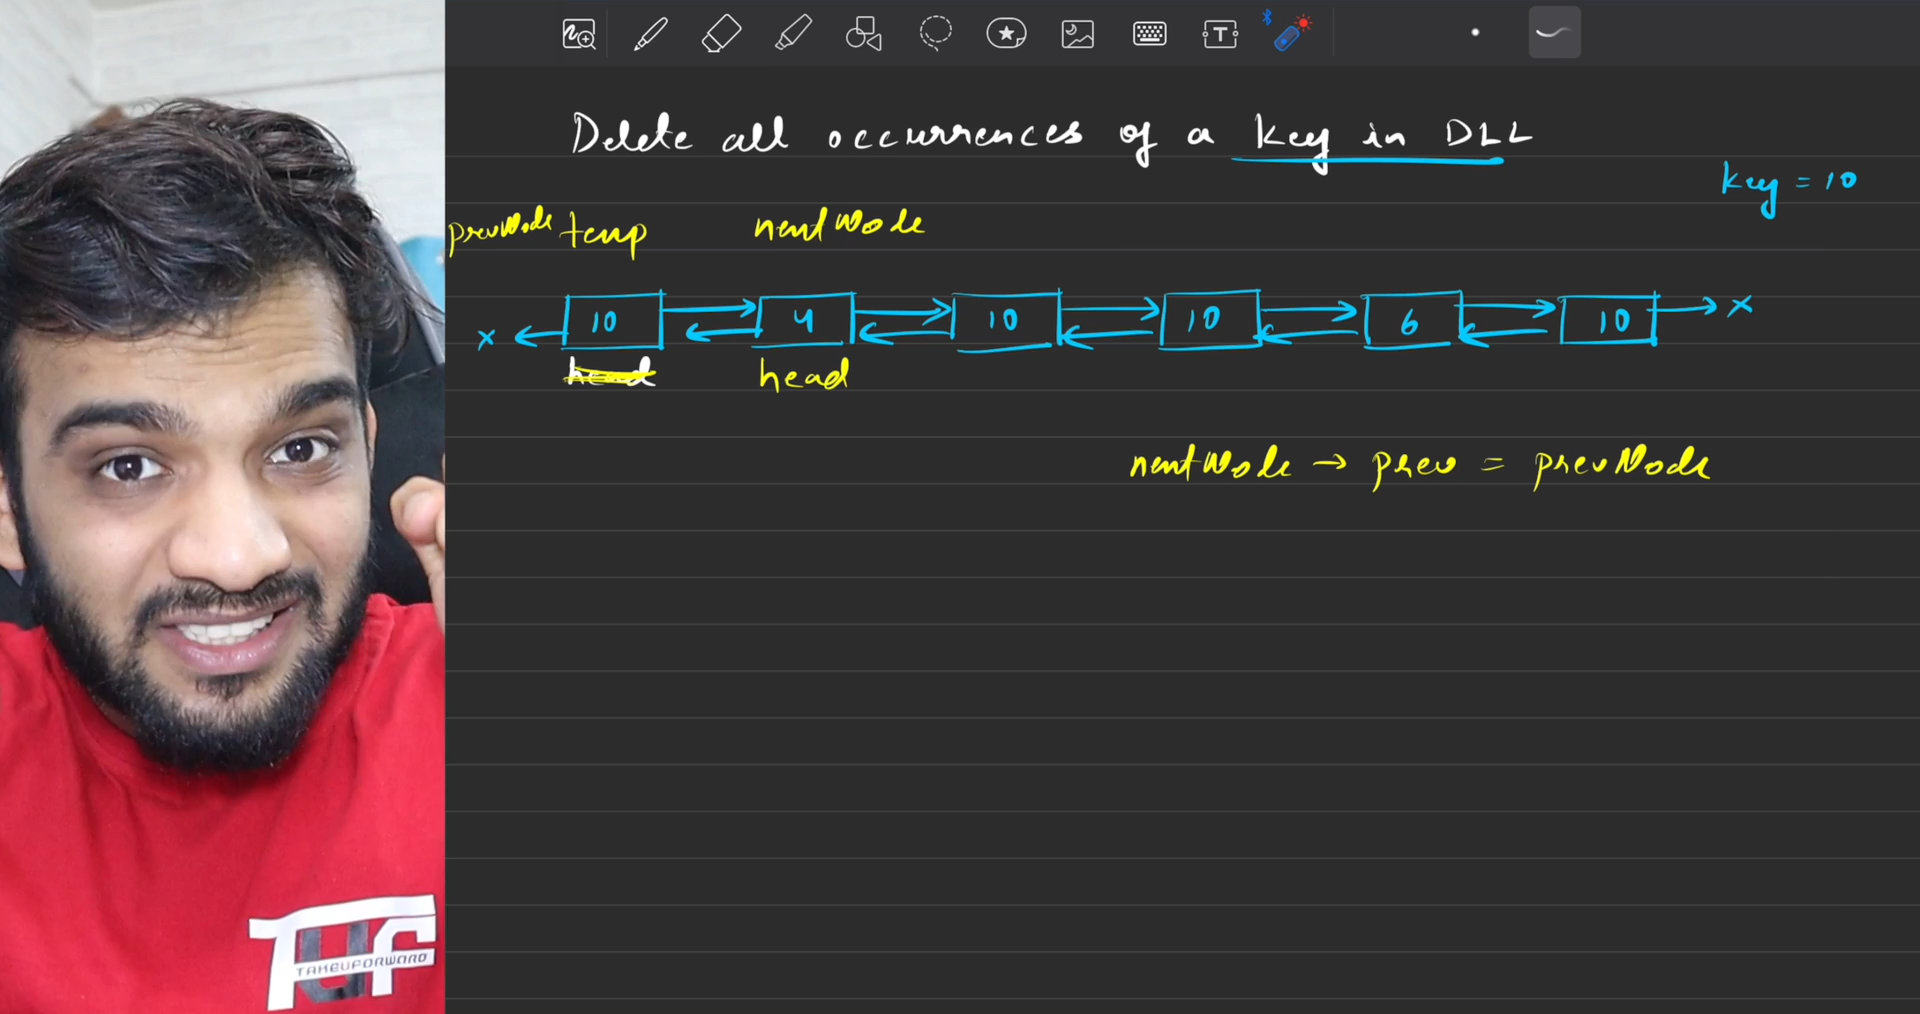 Delete all occurrences of a key in DLL
key = 10
prevNode temp nextNode
x 10 4 10 10 6 10 x
head head
nextNode → prev = prevNode
TUF
TAKEUFORWARD